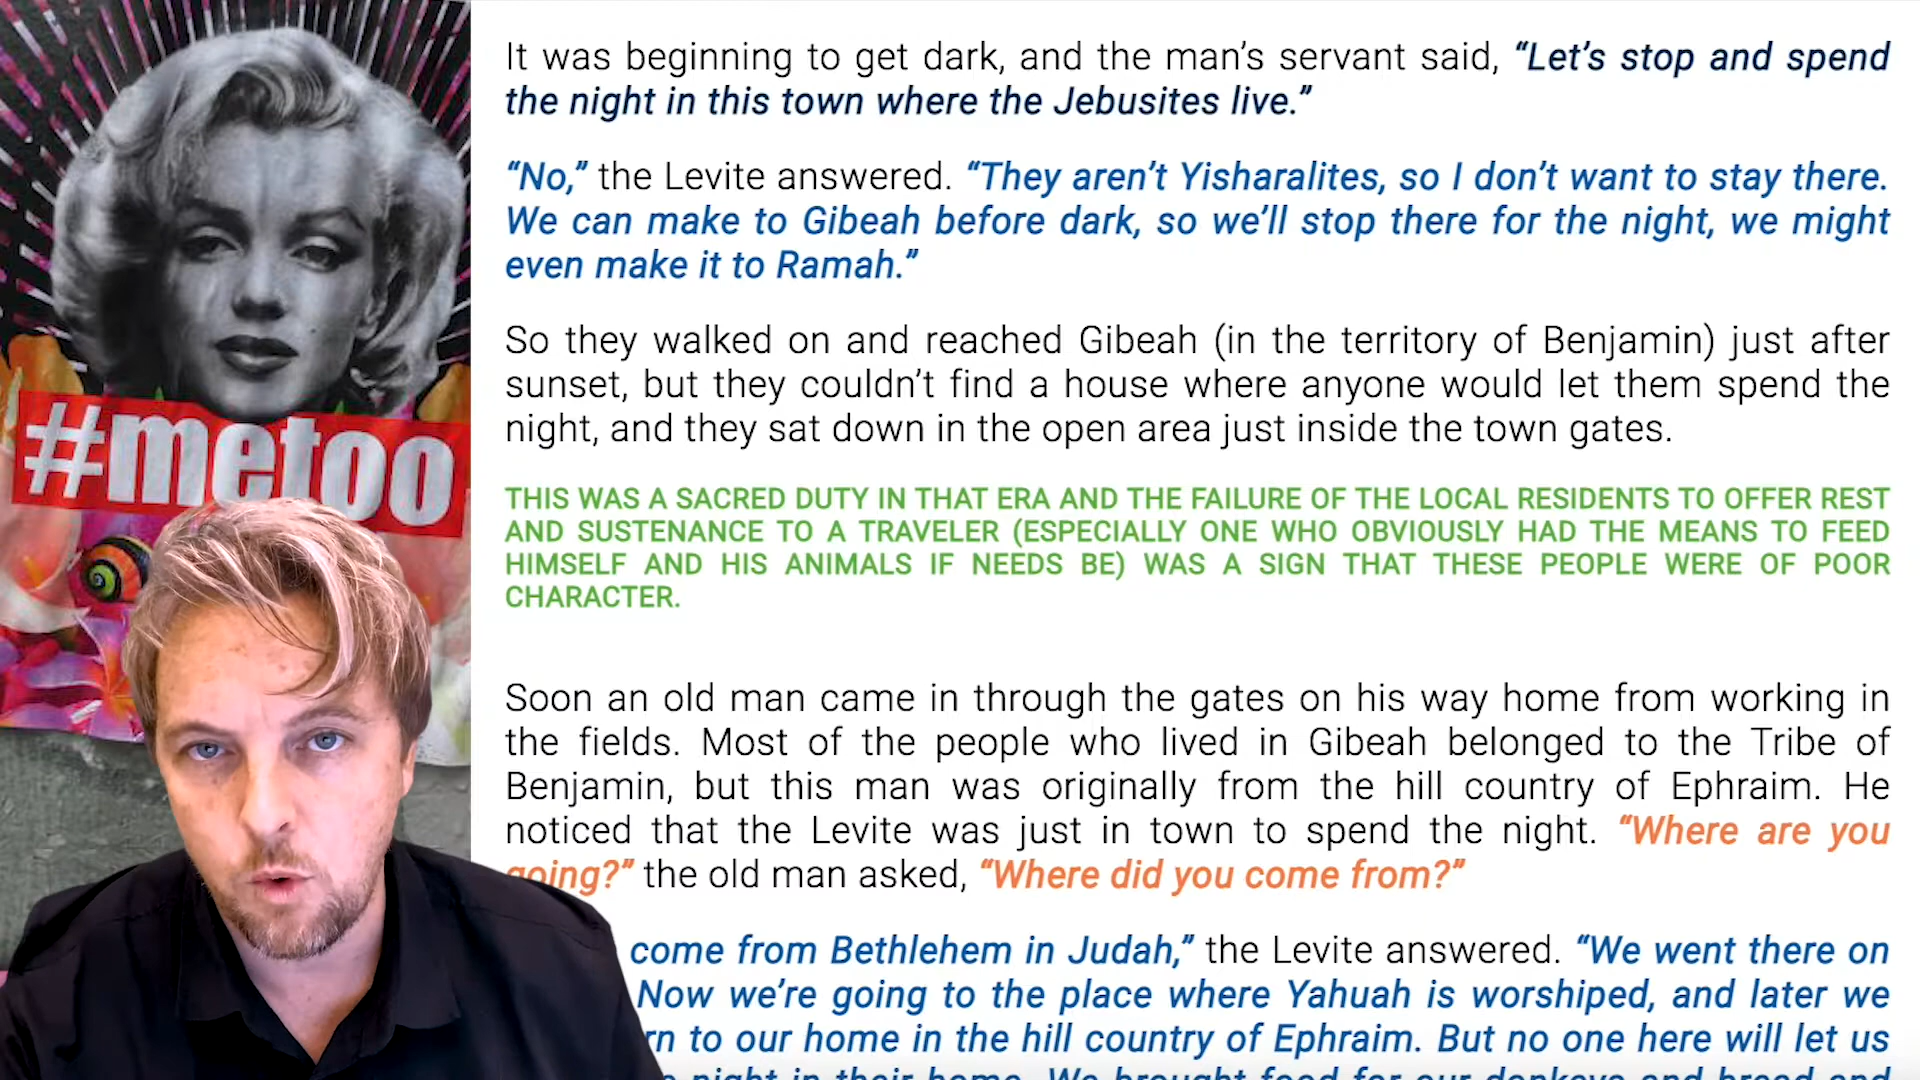 #metoo
It was beginning to get dark, and the man’s servant said, “Let’s stop and spend
the night in this town where the Jebusites live.”
“No,” the Levite answered. “They aren’t Yisharalites, so I don’t want to stay there.
We can make to Gibeah before dark, so we’ll stop there for the night, we might
even make it to Ramah.”
So they walked on and reached Gibeah (in the territory of Benjamin) just after
sunset, but they couldn’t find a house where anyone would let them spend the
night, and they sat down in the open area just inside the town gates.
THIS WAS A SACRED DUTY IN THAT ERA AND THE FAILURE OF THE LOCAL RESIDENTS TO OFFER REST
AND SUSTENANCE TO A TRAVELER (ESPECIALLY ONE WHO OBVIOUSLY HAD THE MEANS TO FEED
HIMSELF AND HIS ANIMALS IF NEEDS BE) WAS A SIGN THAT THESE PEOPLE WERE OF POOR
CHARACTER.
Soon an old man came in through the gates on his way home from working in
the fields. Most of the people who lived in Gibeah belonged to the Tribe of
Benjamin, but this man was originally from the hill country of Ephraim. He
noticed that the Levite was just in town to spend the night. “Where are you
going?” the old man asked, “Where did you come from?”
come from Bethlehem in Judah,” the Levite answered. “We went there on
Now we’re going to the place where Yahuah is worshiped, and later we
to our home in the hill country of Ephraim. But no one here will let us
night in their home. We brought food for our donkeys and bread and